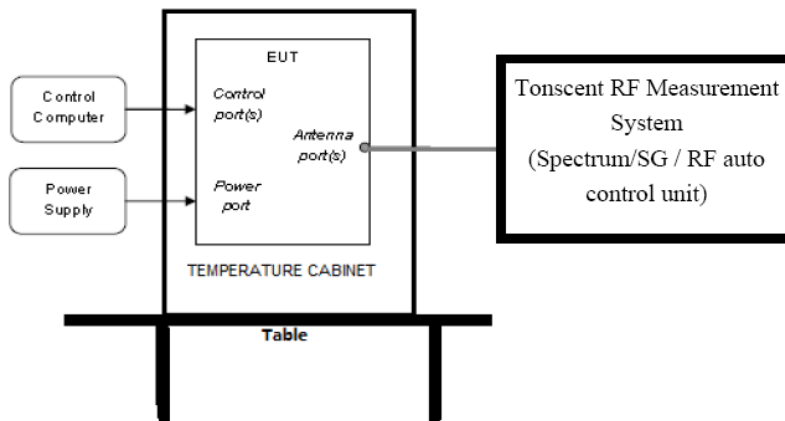 EUT
Control
Computer
Control
port(s)
Antenna
port(s)
Power
Supply
Power
port
TEMPERATURE CABINET
Table
Tonscent RF Measurement
System
(Spectrum/SG / RF auto
control unit)